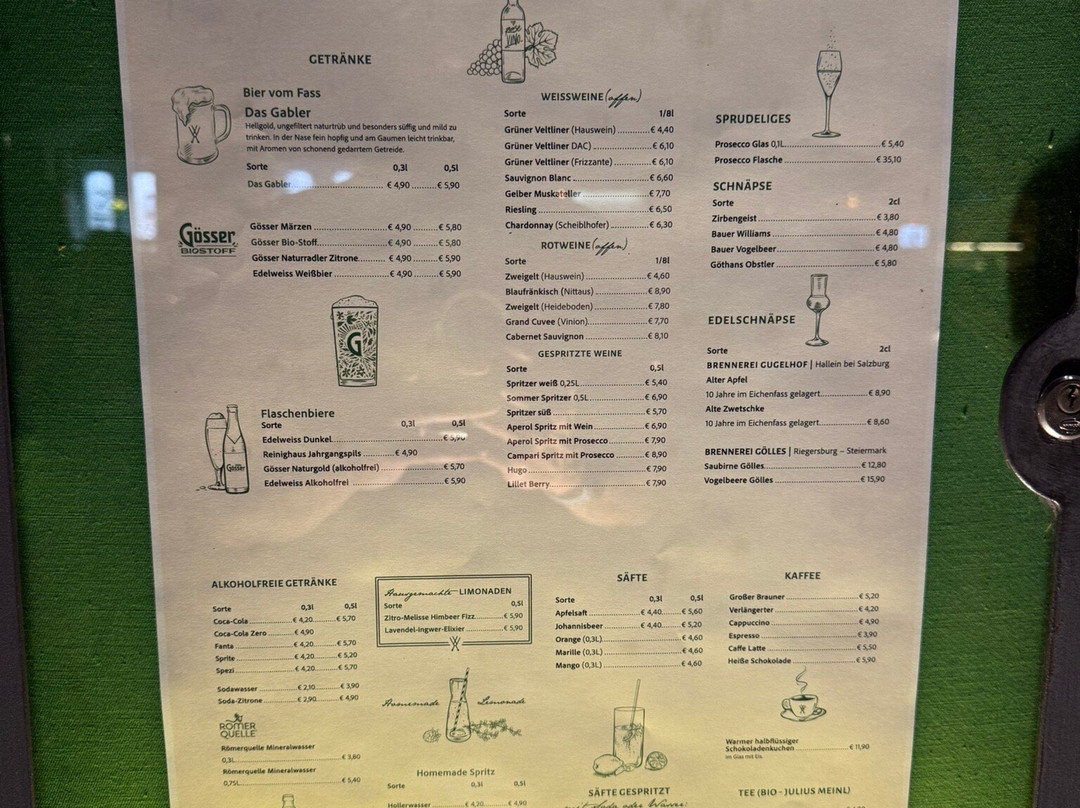 GETRÄNKE
Bier vom Fass
Das Gabler
Hellgold, ungefiltert naturtrüb und besonders süffig und mild zu
trinken. In der Nase fein hopfig und am Gaumen leicht trinkbar,
mit Aromen von schonend gedarrtem Getreide.
Sorte 0,3l 0,5l
Das Gabler € 4,90 € 5,90
Gösser
BIOSTOFF
Gösser Märzen € 4,90 € 5,80
Gösser Bio-Stoff € 4,90 € 5,80
Gösser Naturradler Zitrone € 4,90 € 5,90
Edelweiss Weißbier € 4,90 € 5,90
G
Flaschenbiere
Sorte 0,3l 0,5l
Edelweiss Dunkel € 5,90
Reinighaus Jahrgangspils € 4,90
Gösser Naturgold (alkoholfrei) € 5,70
Edelweiss Alkoholfrei € 5,90
Gösser
WEISSWEINE (offen)
Sorte 1/8l
Grüner Veltliner (Hauswein) € 4,40
Grüner Veltliner DAC) € 6,10
Grüner Veltliner (Frizzante) € 6,10
Sauvignon Blanc € 6,60
Gelber Muskateller € 7,70
Riesling € 6,50
Chardonnay (Scheiblhofer) € 6,30
ROTWEINE (offen)
Sorte 1/8l
Zweigelt (Hauswein) € 4,60
Blaufränkisch (Nittaus) € 8,90
Zweigelt (Heideboden) € 7,80
Grand Cuvee (Vinion) € 7,70
Cabernet Sauvignon € 8,10
GESPRITZTE WEINE
Sorte 0,5l
Spritzer weiß 0,25L € 5,40
Sommer Spritzer 0,5L € 6,90
Spritzer süß € 5,70
Aperol Spritz mit Wein € 6,90
Aperol Spritz mit Prosecco € 7,90
Campari Spritz mit Prosecco € 8,90
Hugo € 7,90
Lillet Berry € 7,90
SPRUDELIGES
Prosecco Glas 0,1L € 5,40
Prosecco Flasche € 35,10
SCHNÄPSE
Sorte 2cl
Zirbengeist € 3,80
Bauer Williams € 4,80
Bauer Vogelbeer € 4,80
Göthans Obstler € 5,80
EDELSCHNÄPSE
Sorte 2cl
BRENNEREI GUGELHOF | Hallein bei Salzburg
Alter Apfel
10 Jahre im Eichenfass gelagert € 8,90
Alte Zwetschke
10 Jahre im Eichenfass gelagert € 8,60
BRENNEREI GÖLLES | Riegersburg – Steiermark
Saubirne Gölles € 12,80
Vogelbeere Gölles € 15,90
ALKOHOLFREIE GETRÄNKE
Sorte 0,3l 0,5l
Coca-Cola € 4,20 € 5,70
Coca-Cola Zero € 4,90
Fanta € 4,20 € 5,70
Sprite € 4,20 € 5,20
Spezi € 4,20 € 5,70
Sodawasser € 2,10 € 3,90
Soda-Zitrone € 2,90 € 4,90
RÖMER
QUELLE
Römerquelle Mineralwasser
0,3L € 3,80
Römerquelle Mineralwasser
0,75L € 5,40
Hausgemachte LIMONADEN
Sorte 0,5l
Zitro-Melisse Himbeer Fizz € 5,90
Lavendel-Ingwer-Elixier € 5,90
Homemade Limonade
Homemade Spritz
Sorte 0,3l 0,5l
Hollerwasser € 4,20 € 4,90
SÄFTE
Sorte 0,3l 0,5l
Apfelsaft € 4,40 € 5,60
Johannisbeer € 4,40 € 5,20
Orange (0,3L) € 4,60
Marille (0,3L) € 4,60
Mango (0,3L) € 4,60
SÄFTE GESPRITZT
mit Soda oder Wasser:
KAFFEE
Großer Brauner € 5,20
Verlängerter € 4,20
Cappuccino € 4,90
Espresso € 3,90
Caffe Latte € 5,50
Heiße Schokolade € 5,90
Warmer halbflüssiger
Schokoladenkuchen € 11,90
im Glas mit Eis
TEE (BIO - JULIUS MEINL)